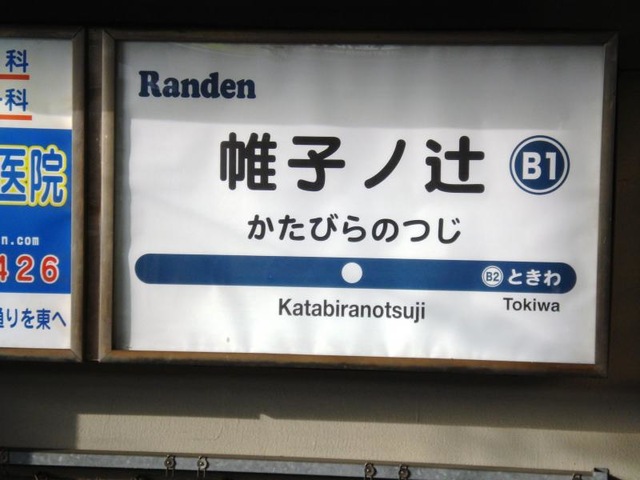 科
科
医院
n.com
426
通りを東へ
Randen
帷子ノ辻
B1
かたびらのつじ
B2 ときわ
Katabiranotsuji
Tokiwa